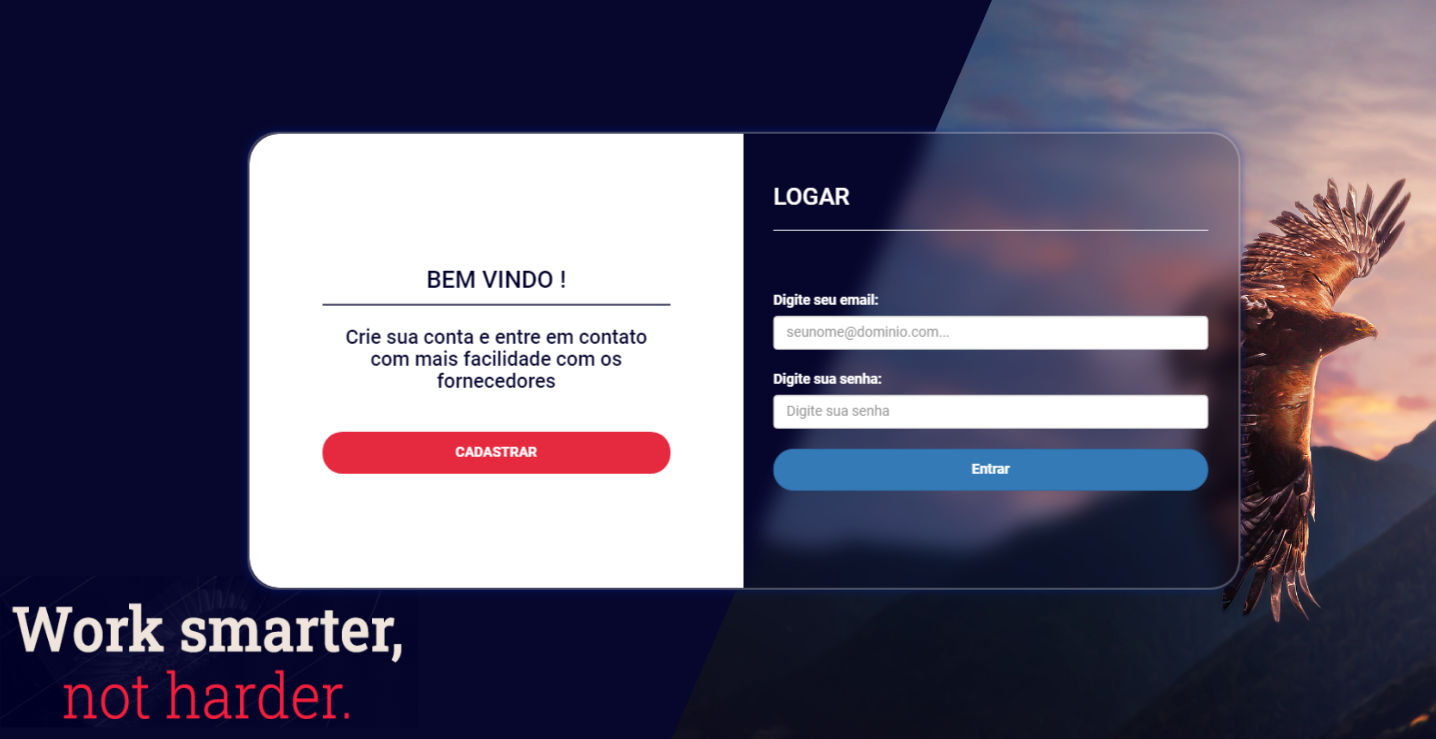 BEM VINDO !
Crie sua conta e entre em contato
com mais facilidade com os
fornecedores
CADASTRAR
LOGAR
Digite seu email:
seunome@dominio.com...
Digite sua senha:
Digite sua senha
Entrar
Work smarter,
not harder.